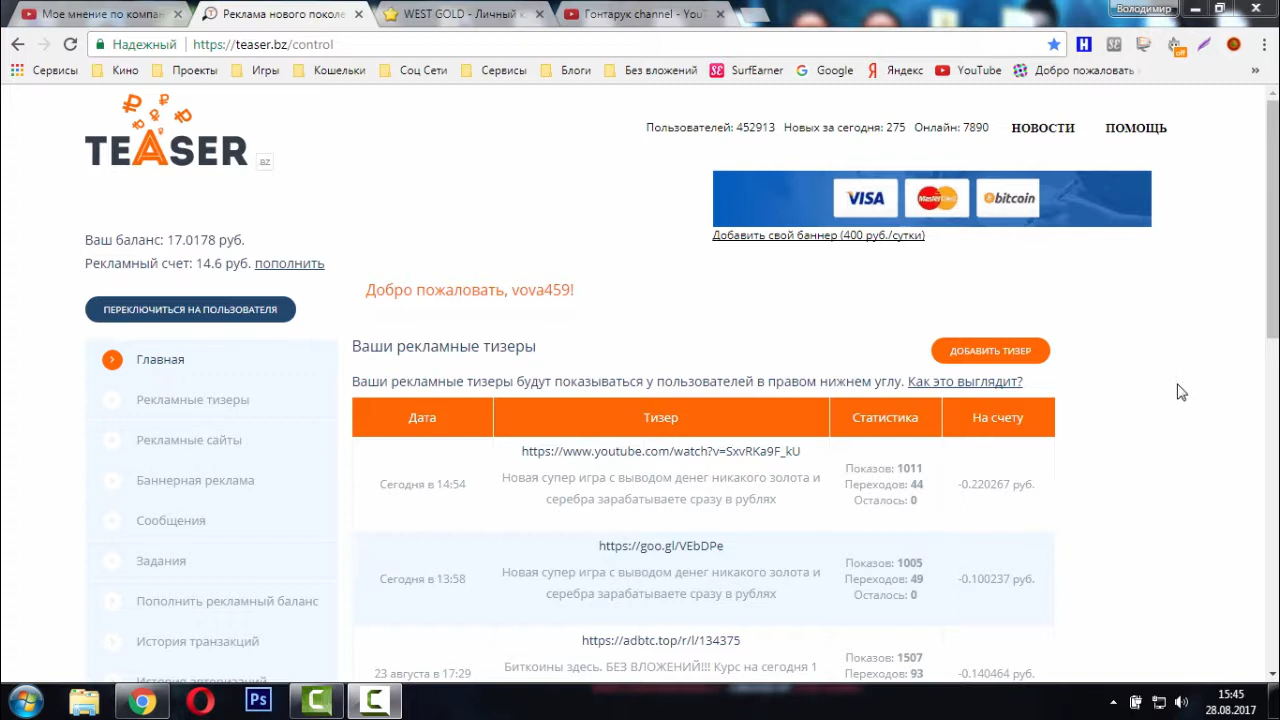 Мое мнение по компан
Реклама нового поколе
WEST GOLD - Личный к
Гонтарук channel - YouT
Володимир
Надежный
https://teaser.bz/control
Сервисы
Кино
Проекты
Игры
Кошельки
Соц Сети
Сервисы
Блоги
Без вложений
SurfEarner
Google
Яндекс
YouTube
Добро пожаловать
TEASER
BZ
Пользователей: 452913 Новых за сегодня: 275 Онлайн: 7890
НОВОСТИ
ПОМОЩЬ
VISA
MasterCard
bitcoin
Добавить свой баннер (400 руб./сутки)
Ваш баланс: 17.0178 руб.
Рекламный счет: 14.6 руб. пополнить
Добро пожаловать, vova459!
ПЕРЕКЛЮЧИТЬСЯ НА ПОЛЬЗОВАТЕЛЯ
Главная
Рекламные тизеры
Рекламные сайты
Баннерная реклама
Сообщения
Задания
Пополнить рекламный баланс
История транзакций
История авторизаций
Ваши рекламные тизеры
ДОБАВИТЬ ТИЗЕР
Ваши рекламные тизеры будут показываться у пользователей в правом нижнем углу. Как это выглядит?
Дата
Тизер
Статистика
На счету
Сегодня в 14:54
https://www.youtube.com/watch?v=SxvRKa9F_kU
Новая супер игра с выводом денег никакого золота и
серебра зарабатываете сразу в рублях
Показов: 1011
Переходов: 44
Осталось: 0
-0.220267 руб.
Сегодня в 13:58
https://goo.gl/VEbDPe
Новая супер игра с выводом денег никакого золота и
серебра зарабатываете сразу в рублях
Показов: 1005
Переходов: 49
Осталось: 0
-0.100237 руб.
23 августа в 17:29
https://adbtc.top/r/l/134375
Биткоины здесь. БЕЗ ВЛОЖЕНИЙ!!! Курс на сегодня 1
Показов: 1507
Переходов: 93
-0.140464 руб.
Ps
15:45
28.08.2017